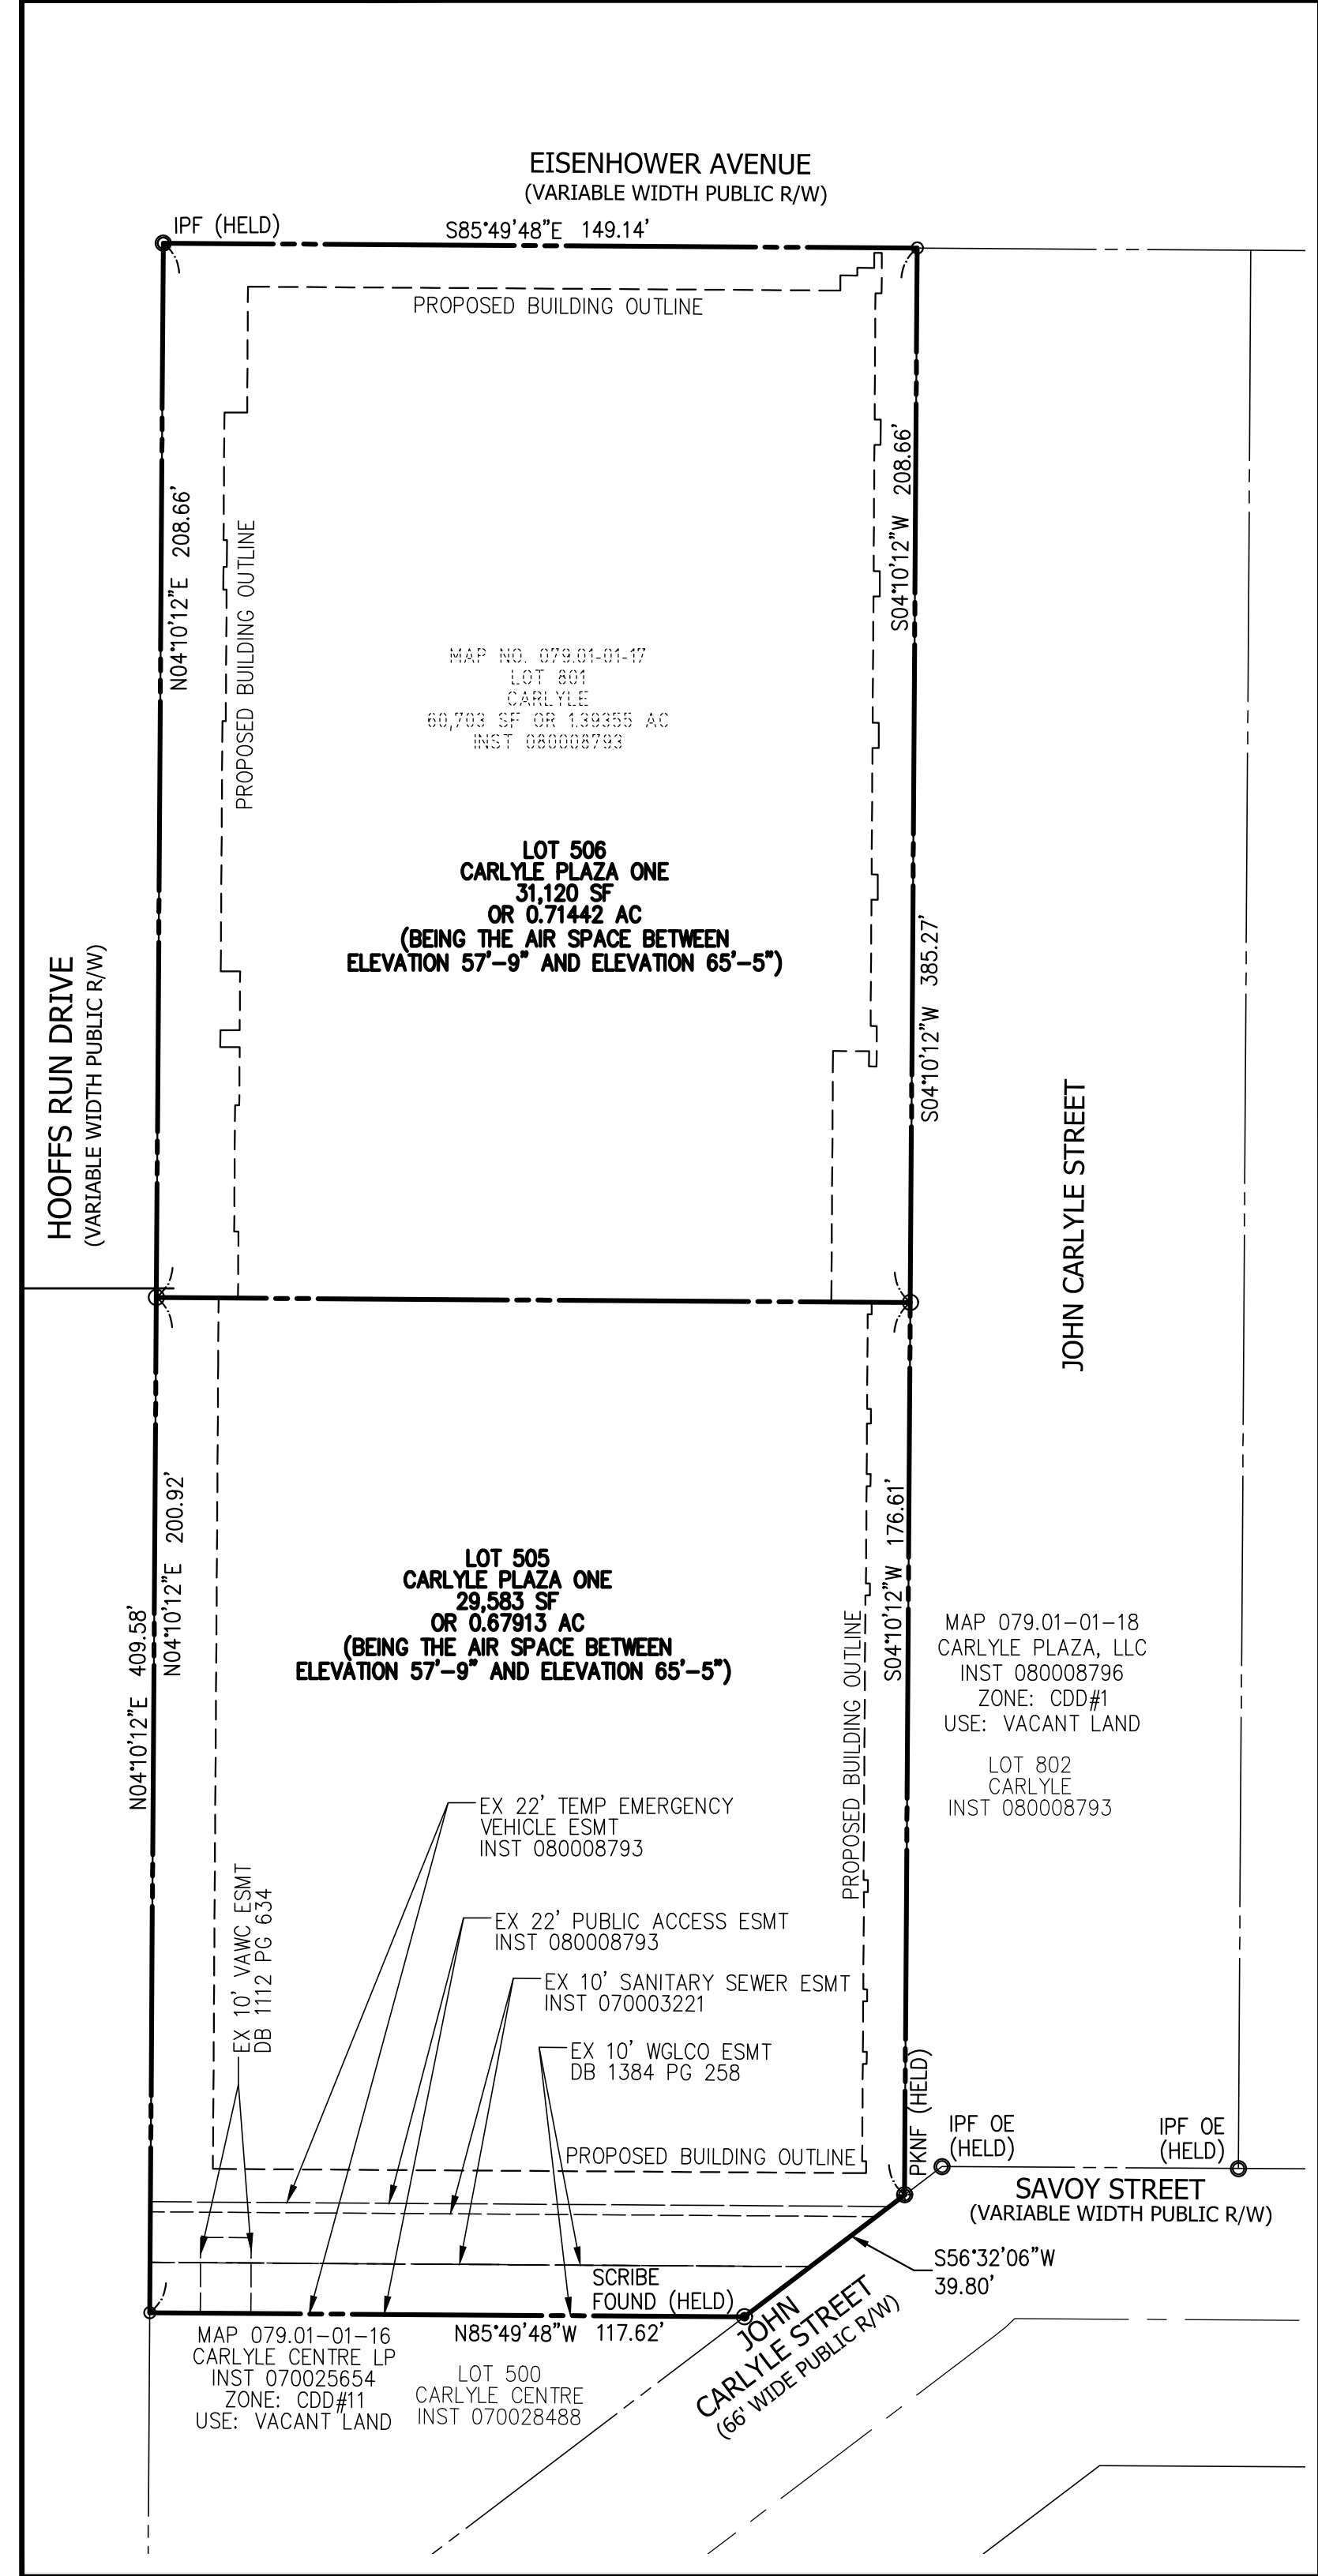 EISENHOWER AVENUE
(VARIABLE WIDTH PUBLIC R/W)
IPF (HELD)
S85°49'48"E 149.14'
PROPOSED BUILDING OUTLINE
N04°10'12"E 208.66'
PROPOSED BUILDING OUTLINE
S04°10'12"W 208.66'
MAP NO. 079.01-01-17
LOT 801
CARLYLE
60,703 SF OR 1.39355 AC
INST 080008793
LOT 506
CARLYLE PLAZA ONE
31,120 SF
OR 0.71442 AC
(BEING THE AIR SPACE BETWEEN
ELEVATION 57'-9" AND ELEVATION 65'-5")
S04°10'12"W 385.27'
HOOFFS RUN DRIVE
(VARIABLE WIDTH PUBLIC R/W)
JOHN CARLYLE STREET
N04°10'12"E 409.58'
N04°10'12"E 200.92'
LOT 505
CARLYLE PLAZA ONE
29,583 SF
OR 0.67913 AC
(BEING THE AIR SPACE BETWEEN
ELEVATION 57'-9" AND ELEVATION 65'-5")
S04°10'12"W 176.61'
PROPOSED BUILDING OUTLINE
MAP 079.01-01-18
CARLYLE PLAZA, LLC
INST 080008796
ZONE: CDD#1
USE: VACANT LAND
LOT 802
CARLYLE
INST 080008793
EX 22' TEMP EMERGENCY
VEHICLE ESMT
INST 080008793
EX 10' VAWC ESMT
DB 1112 PG 634
EX 22' PUBLIC ACCESS ESMT
INST 080008793
EX 10' SANITARY SEWER ESMT
INST 070003221
EX 10' WGLCO ESMT
DB 1384 PG 258
PROPOSED BUILDING OUTLINE
PKNF (HELD)
IPF OE
(HELD)
IPF OE
(HELD)
SAVOY STREET
(VARIABLE WIDTH PUBLIC R/W)
S56°32'06"W
39.80'
SCRIBE
FOUND (HELD)
N85°49'48"W 117.62'
JOHN
CARLYLE STREET
(66' WIDE PUBLIC R/W)
MAP 079.01-01-16
CARLYLE CENTRE LP
INST 070025654
ZONE: CDD#11
USE: VACANT LAND
LOT 500
CARLYLE CENTRE
INST 070028488